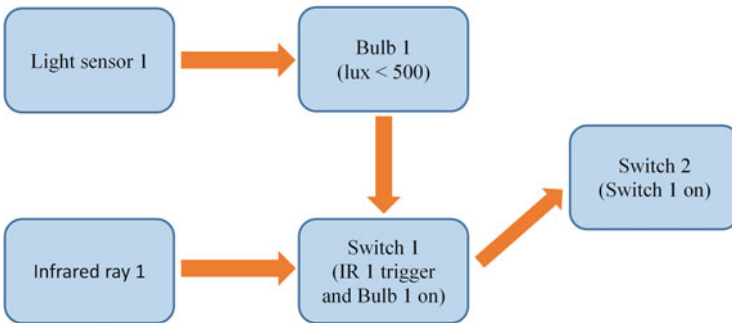 Light sensor 1
Bulb 1
(lux < 500)
Switch 2
(Switch 1 on)
Infrared ray 1
Switch 1
(IR 1 trigger
and Bulb 1 on)